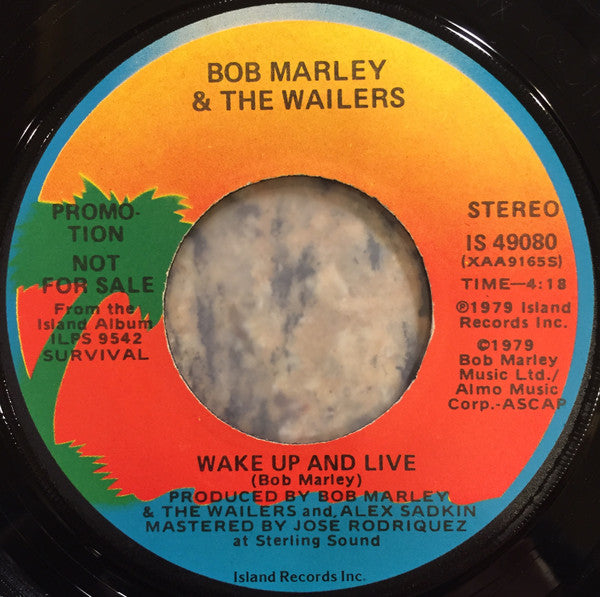 BOB MARLEY
& THE WAILERS
PROMO-
TION
NOT
FOR SALE
From the
Island Album
ILPS 9542
SURVIVAL
STEREO
IS 49080
(XAA9165S)
TIME—4:18
℗1979 Island
Records Inc.
©1979
Bob Marley
Music Ltd./
Almo Music
Corp.-ASCAP
WAKE UP AND LIVE
(Bob Marley)
PRODUCED BY BOB MARLEY
& THE WAILERS and, ALEX SADKIN
MASTERED BY JOSE RODRIQUEZ
at Sterling Sound
Island Records Inc.